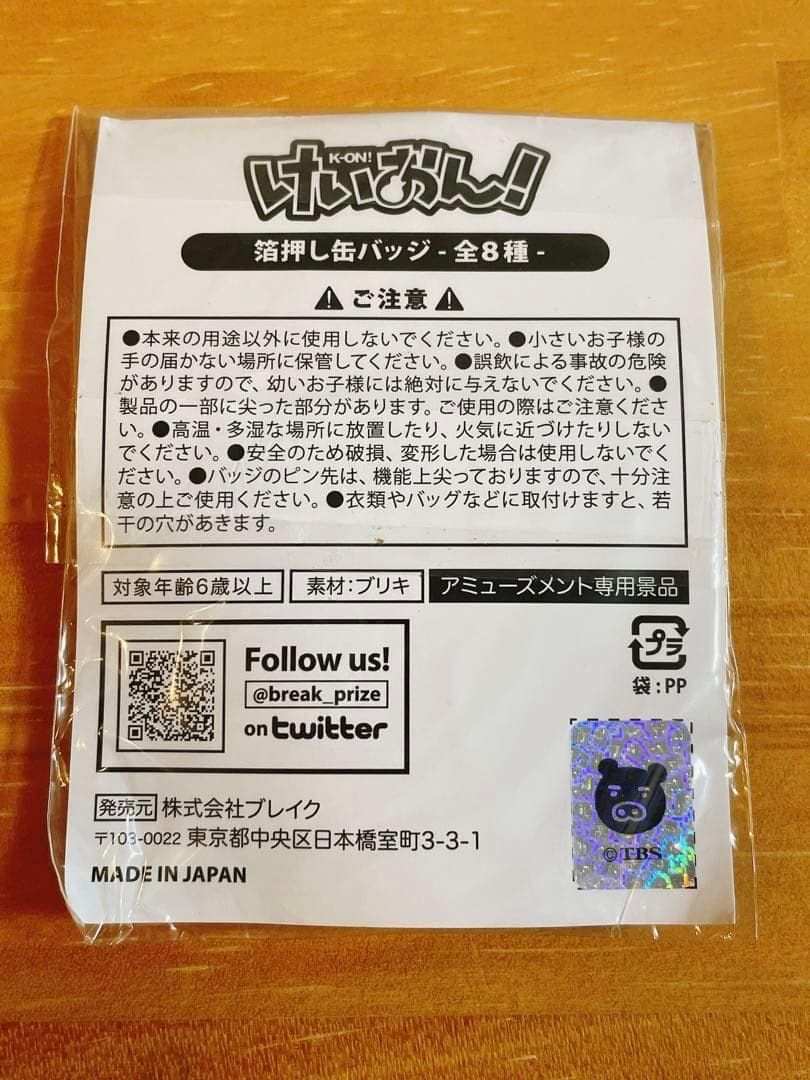 K-ON!
けいおん!
箔押し缶バッジ - 全8種 -
ご注意
●本来の用途以外に使用しないでください。●小さいお子様の
手の届かない場所に保管してください。●誤飲による事故の危険
がありますので、幼いお子様には絶対に与えないでください。●
製品の一部に尖った部分があります。ご使用の際はご注意くださ
い。●高温・多湿な場所に放置したり、火気に近づけたりしない
でください。●安全のため破損、変形した場合は使用しないでく
ださい。●バッジのピン先は、機能上尖っておりますので、十分注
意の上ご使用ください。●衣類やバッグなどに取付けますと、若
干の穴があきます。
対象年齢6歳以上 素材:ブリキ アミューズメント専用景品
Follow us!
@break_prize
on twitter
プラ
袋:PP
発売元 株式会社ブレイク
〒103-0022 東京都中央区日本橋室町3-3-1
MADE IN JAPAN
©TBS